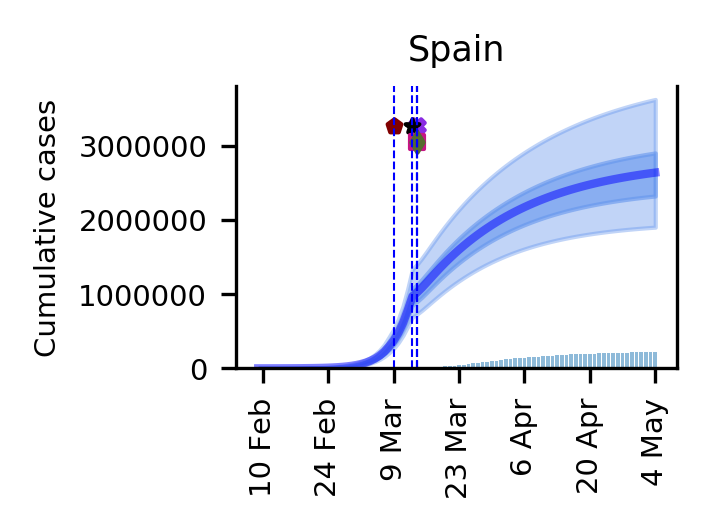 Spain
Cumulative cases
3000000
2000000
1000000
0
10 Feb
24 Feb
9 Mar
23 Mar
6 Apr
20 Apr
4 May